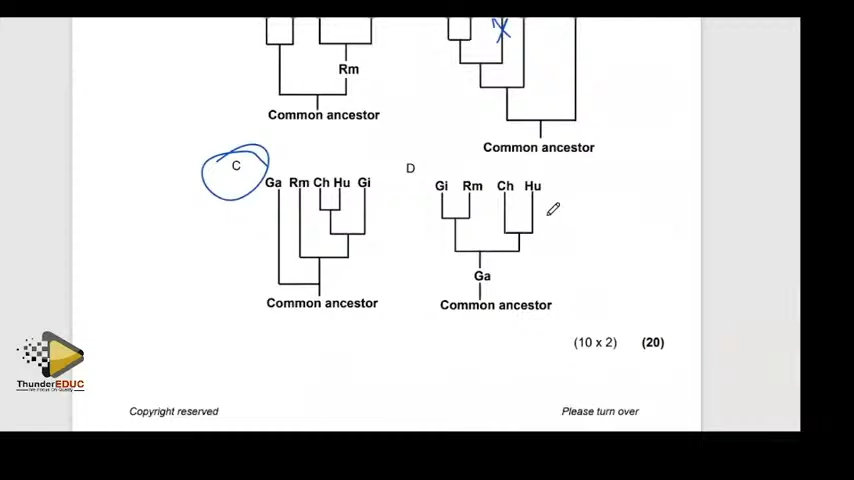 Rm
Common ancestor
Common ancestor
C
Ga Rm Ch Hu Gi
Common ancestor
D
Gi Rm Ch Hu
Ga
Common ancestor
(10 x 2) (20)
ThunderEDUC
Copyright reserved
Please turn over